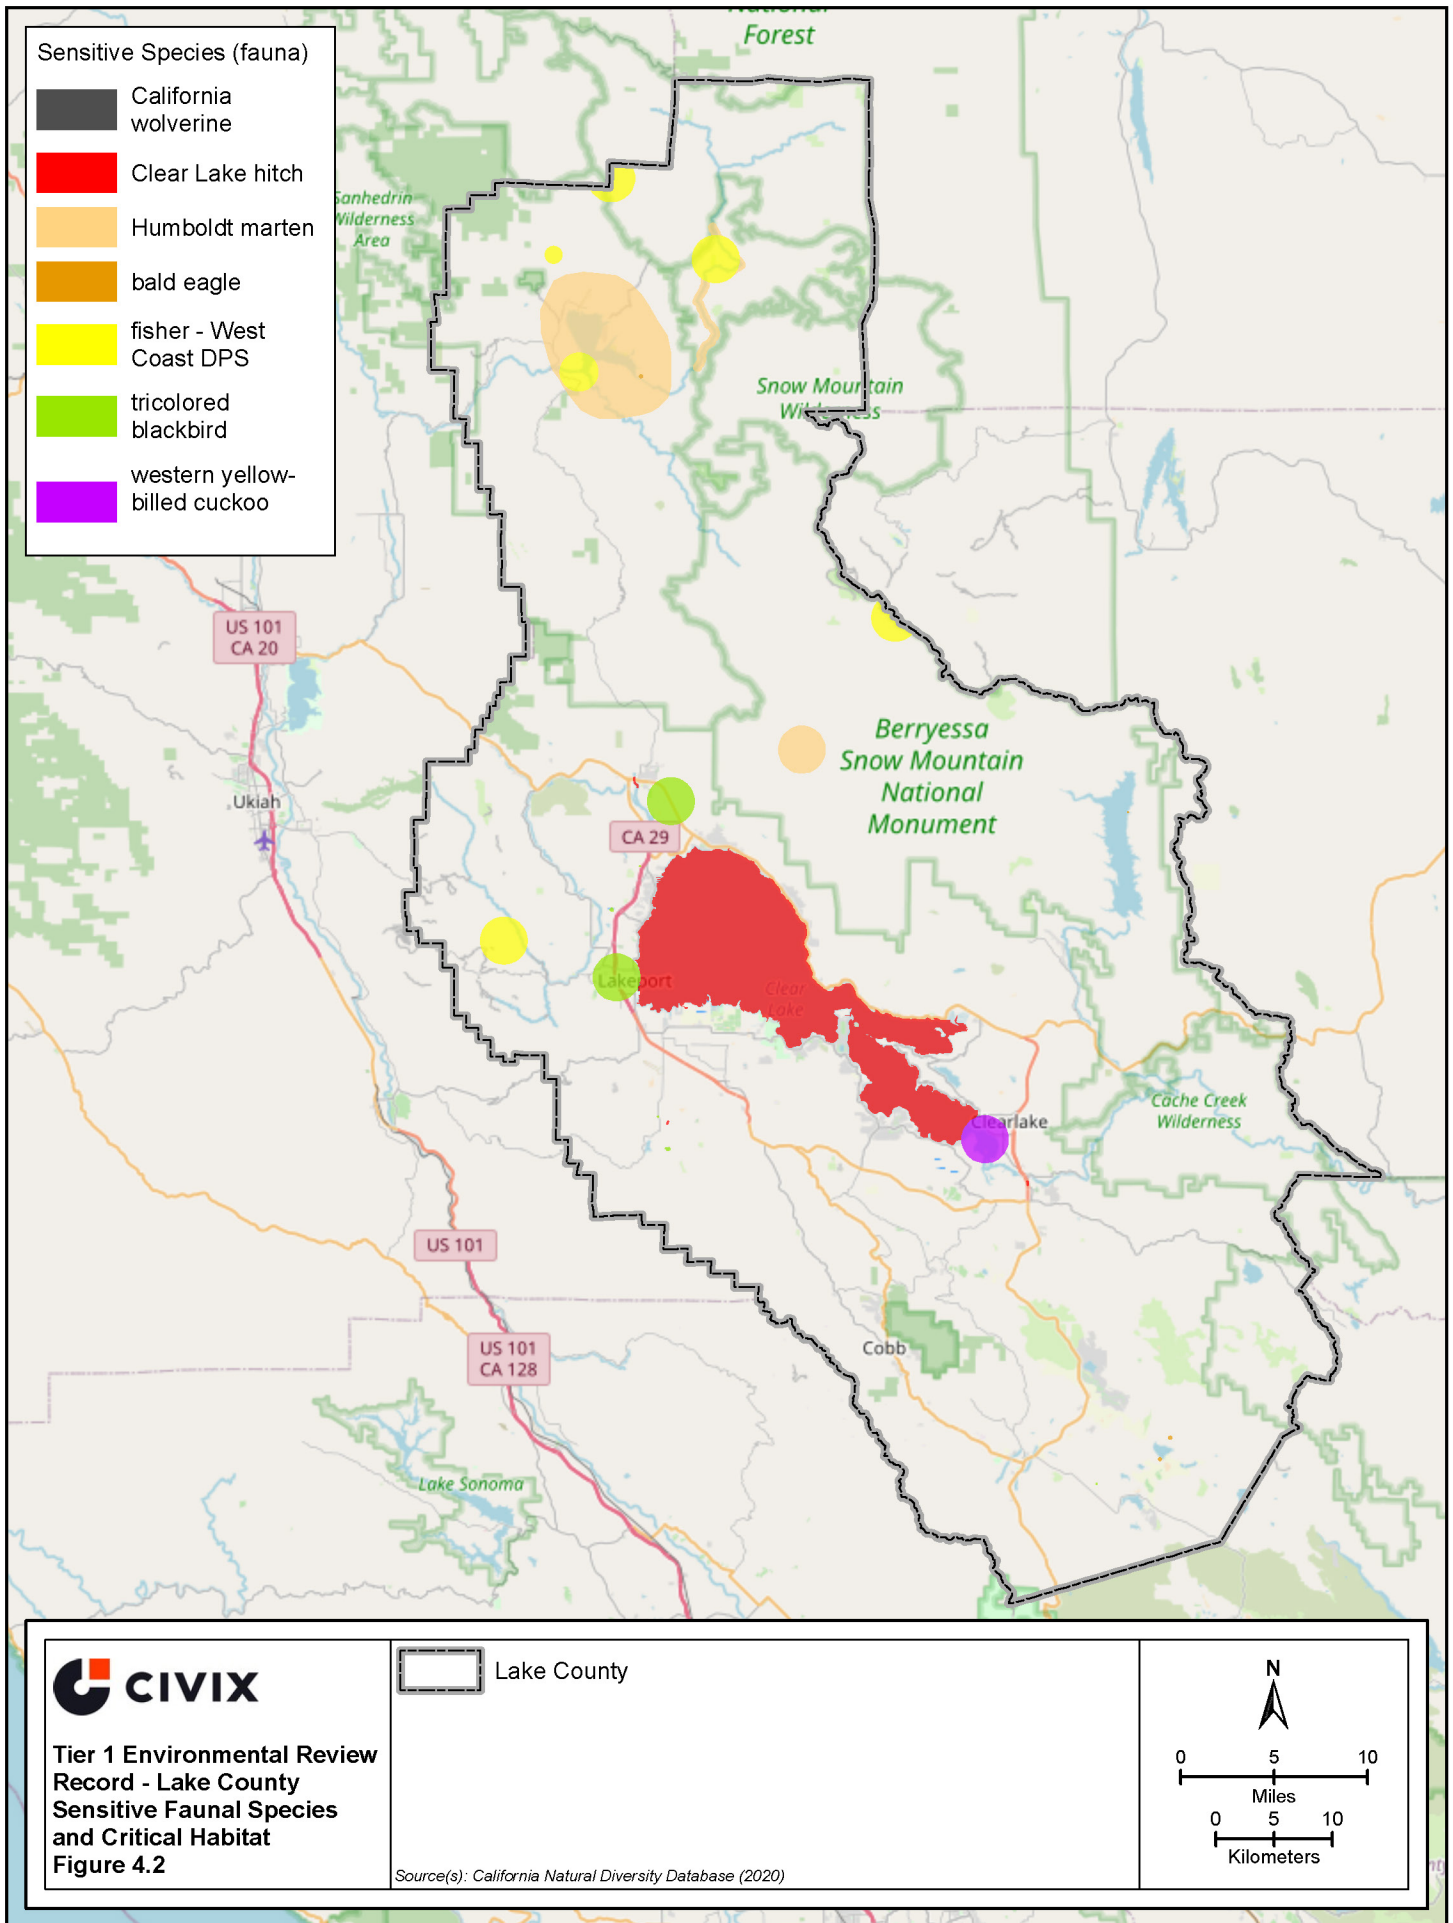 National
Forest
Sensitive Species (fauna)
California
wolverine
Clear Lake hitch
Humboldt marten
bald eagle
fisher - West
Coast DPS
tricolored
blackbird
western yellow-
billed cuckoo
Sanhedrin
Wilderness
Area
Snow Mountain
Wilderness
US 101
CA 20
Berryessa
Snow Mountain
National
Monument
Ukiah
CA 29
Lakeport
Clear
Lake
Clearlake
Cache Creek
Wilderness
US 101
US 101
CA 128
Cobb
Lake Sonoma
CIVIX
Tier 1 Environmental Review
Record - Lake County
Sensitive Faunal Species
and Critical Habitat
Figure 4.2
Lake County
Source(s): California Natural Diversity Database (2020)
N
0 5 10
Miles
0 5 10
Kilometers